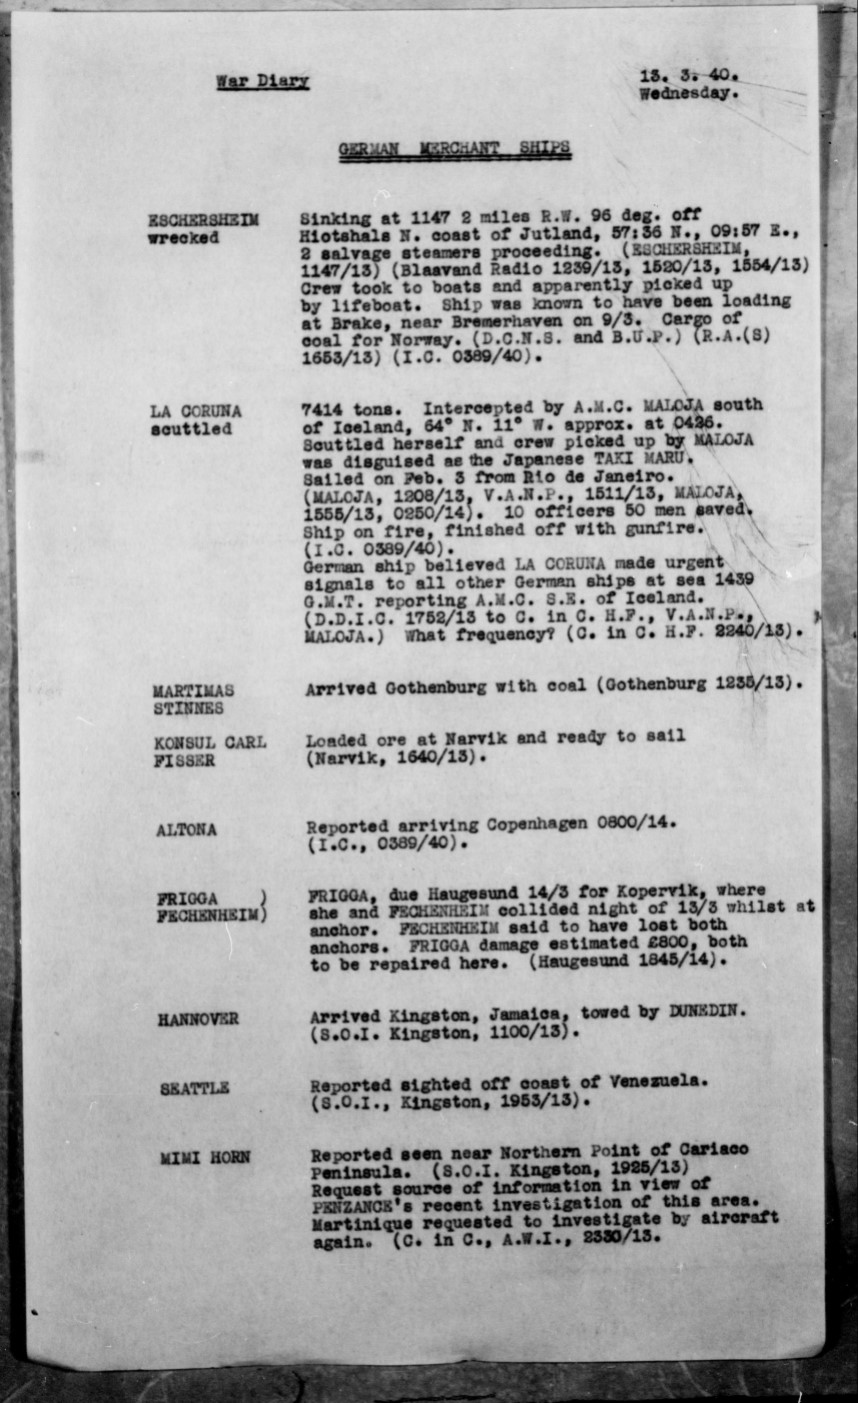 War Diary
13. 3. 40.
Wednesday.
GERMAN MERCHANT SHIPS
ESCHERSHEIM
wrecked
Sinking at 1147 2 miles R.W. 96 deg. off
Hiotshals N. coast of Jutland, 57:36 N., 09:57 E.,
2 salvage steamers proceeding. (ESCHERSHEIM,
1147/13) (Blaavand Radio 1239/13, 1520/13, 1554/13)
Crew took to boats and apparently picked up
by lifeboat. Ship was known to have been loading
at Brake, near Bremerhaven on 9/3. Cargo of
coal for Norway. (D.C.N.S. and B.U.P.) (R.A.(S)
1653/13) (I.C. 0389/40).
LA CORUNA
scuttled
7414 tons. Intercepted by A.M.C. MALOJA south
of Iceland, 64° N. 11° W. approx. at 0426.
Scuttled herself and crew picked up by MALOJA
was disguised as the Japanese TAKI MARU.
Sailed on Feb. 3 from Rio de Janeiro.
(MALOJA, 1208/13, V.A.N.P., 1511/13, MALOJA,
1555/13, 0250/14). 10 officers 50 men saved.
Ship on fire, finished off with gunfire.
(I.C. 0389/40).
German ship believed LA CORUNA made urgent
signals to all other German ships at sea 1439
G.M.T. reporting A.M.C. S.E. of Iceland.
(D.D.I.C. 1752/13 to C. in C. H.F., V.A.N.P.,
MALOJA.) What frequency? (C. in C. H.F. 2240/13).
MARTIMAS
STINNES
Arrived Gothenburg with coal (Gothenburg 1235/13).
KONSUL CARL
FISSER
Loaded ore at Narvik and ready to sail
(Narvik, 1640/13).
ALTONA
Reported arriving Copenhagen 0800/14.
(I.C., 0389/40).
FRIGGA )
FECHENHEIM)
FRIGGA, due Haugesund 14/3 for Kopervik, where
she and FECHENHEIM collided night of 13/3 whilst at
anchor. FECHENHEIM said to have lost both
anchors. FRIGGA damage estimated £800, both
to be repaired here. (Haugesund 1845/14).
HANNOVER
Arrived Kingston, Jamaica, towed by DUNEDIN.
(S.O.I. Kingston, 1100/13).
SEATTLE
Reported sighted off coast of Venezuela.
(S.O.I., Kingston, 1953/13).
MIMI HORN
Reported seen near Northern Point of Cariaco
Peninsula. (S.O.I. Kingston, 1925/13)
Request source of information in view of
PENZANCE's recent investigation of this area.
Martinique requested to investigate by aircraft
again. (C. in C., A.W.I., 2330/13.